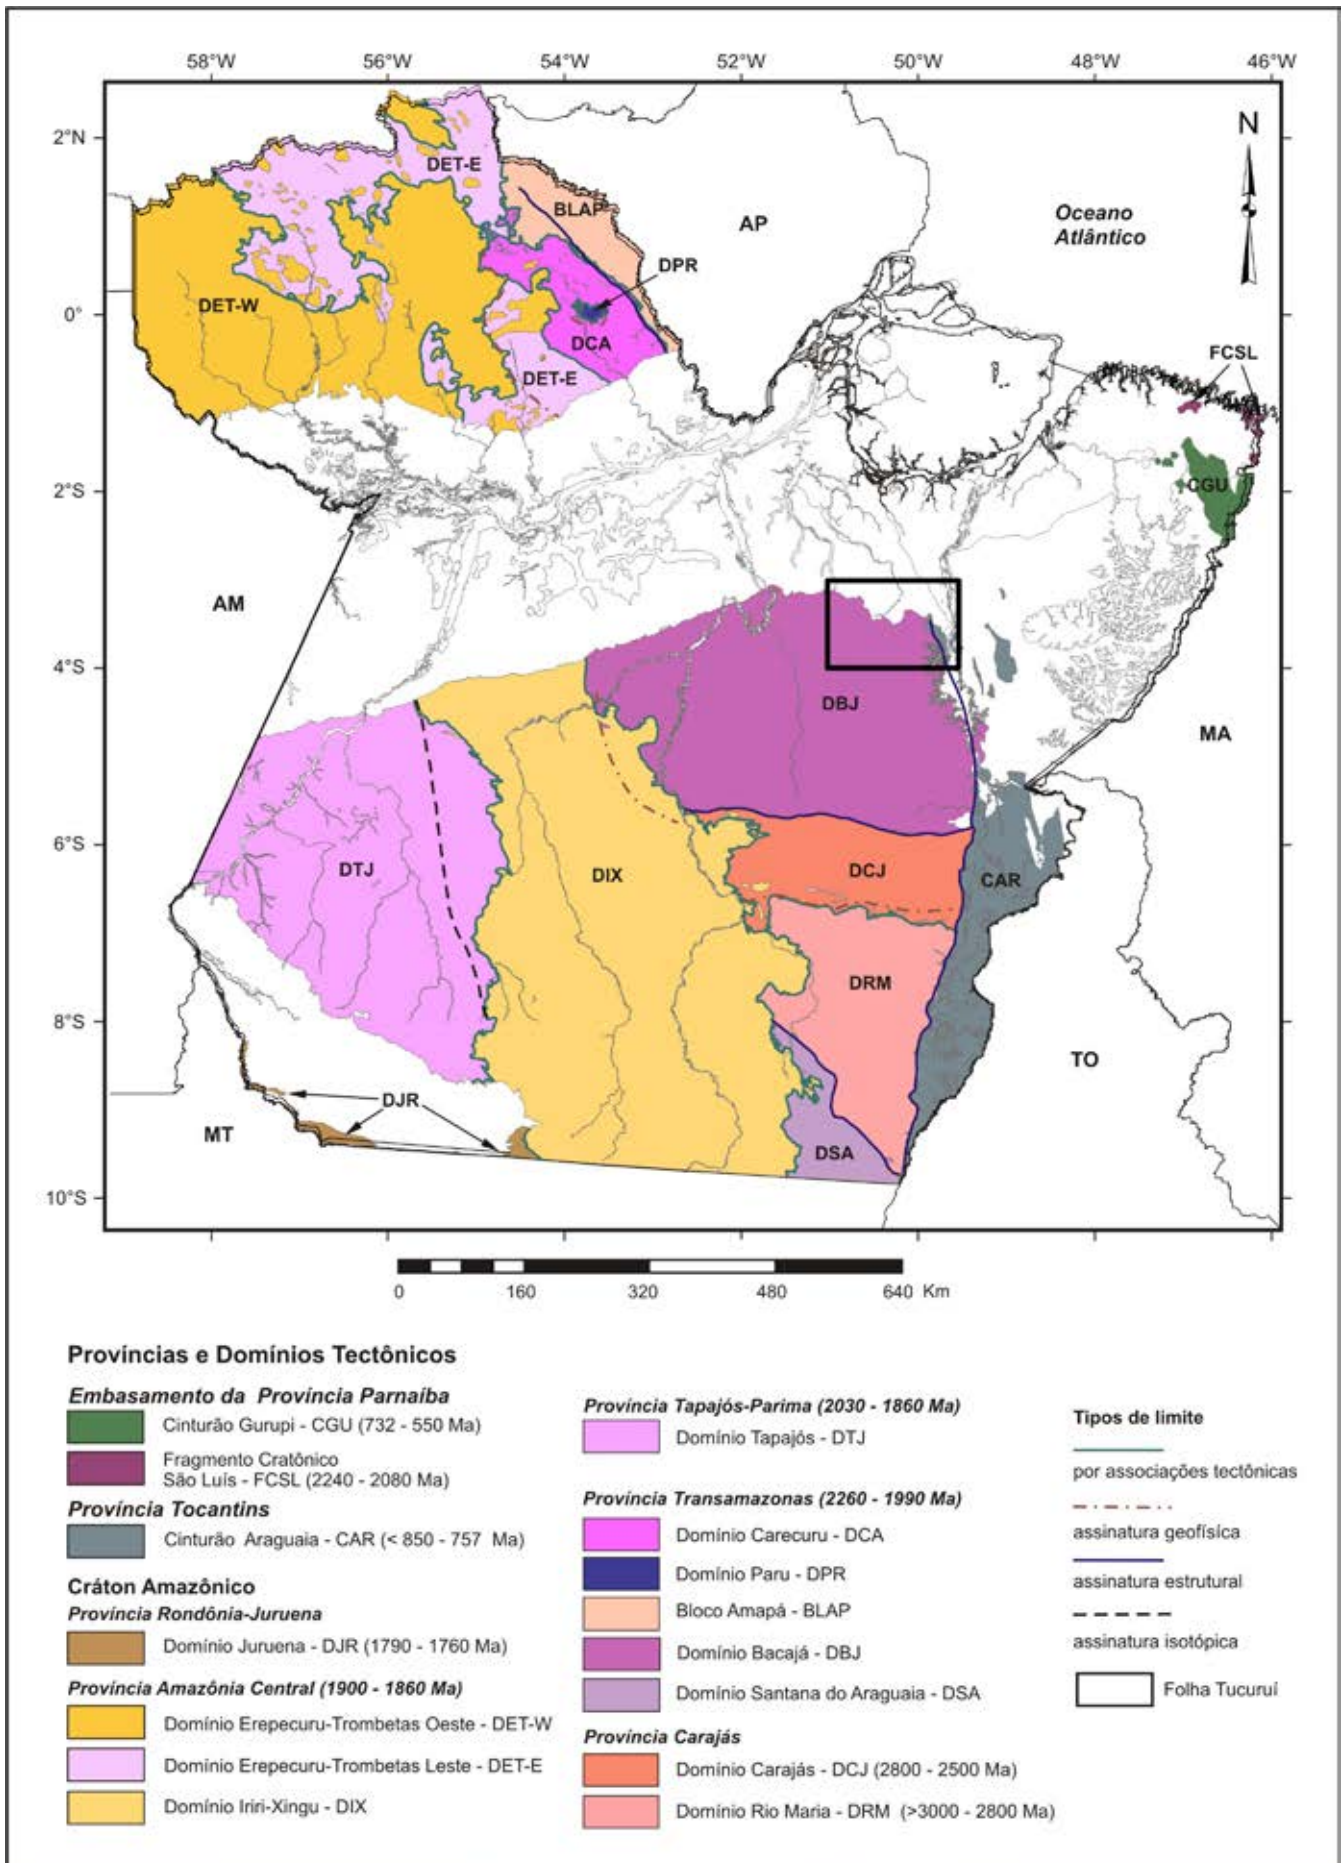 58°W 56°W 54°W 52°W 50°W 48°W 46°W
2°N
0°
2°S
4°S
6°S
8°S
10°S
N
DET-E
BLAP
AP
Oceano
Atlântico
DPR
DET-W
DCA
DET-E
FCSL
CGU
AM
DBJ
MA
DTJ
DIX
DCJ
CAR
DRM
TO
DJR
MT
DSA
0 160 320 480 640 Km
Províncias e Domínios Tectônicos
Embasamento da Província Parnaíba
Cinturão Gurupi - CGU (732 - 550 Ma)
Fragmento Cratônico
São Luís - FCSL (2240 - 2080 Ma)
Província Tocantins
Cinturão Araguaia - CAR (< 850 - 757 Ma)
Cráton Amazônico
Província Rondônia-Juruena
Domínio Juruena - DJR (1790 - 1760 Ma)
Província Amazônia Central (1900 - 1860 Ma)
Domínio Erepecuru-Trombetas Oeste - DET-W
Domínio Erepecuru-Trombetas Leste - DET-E
Domínio Iriri-Xingu - DIX
Província Tapajós-Parima (2030 - 1860 Ma)
Domínio Tapajós - DTJ
Província Transamazonas (2260 - 1990 Ma)
Domínio Carecuru - DCA
Domínio Paru - DPR
Bloco Amapá - BLAP
Domínio Bacajá - DBJ
Domínio Santana do Araguaia - DSA
Província Carajás
Domínio Carajás - DCJ (2800 - 2500 Ma)
Domínio Rio Maria - DRM (>3000 - 2800 Ma)
Tipos de limite
por associações tectônicas
assinatura geofísíca
assinatura estrutural
assinatura isotópica
Folha Tucuruí